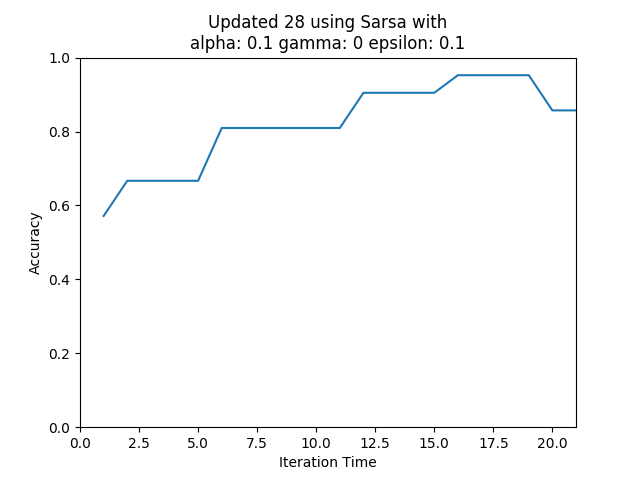 Updated 28 using Sarsa with
alpha: 0.1 gamma: 0 epsilon: 0.1
1.0
0.8
0.6
0.4
0.2
0.0
Accuracy
0.0 2.5 5.0 7.5 10.0 12.5 15.0 17.5 20.0
Iteration Time